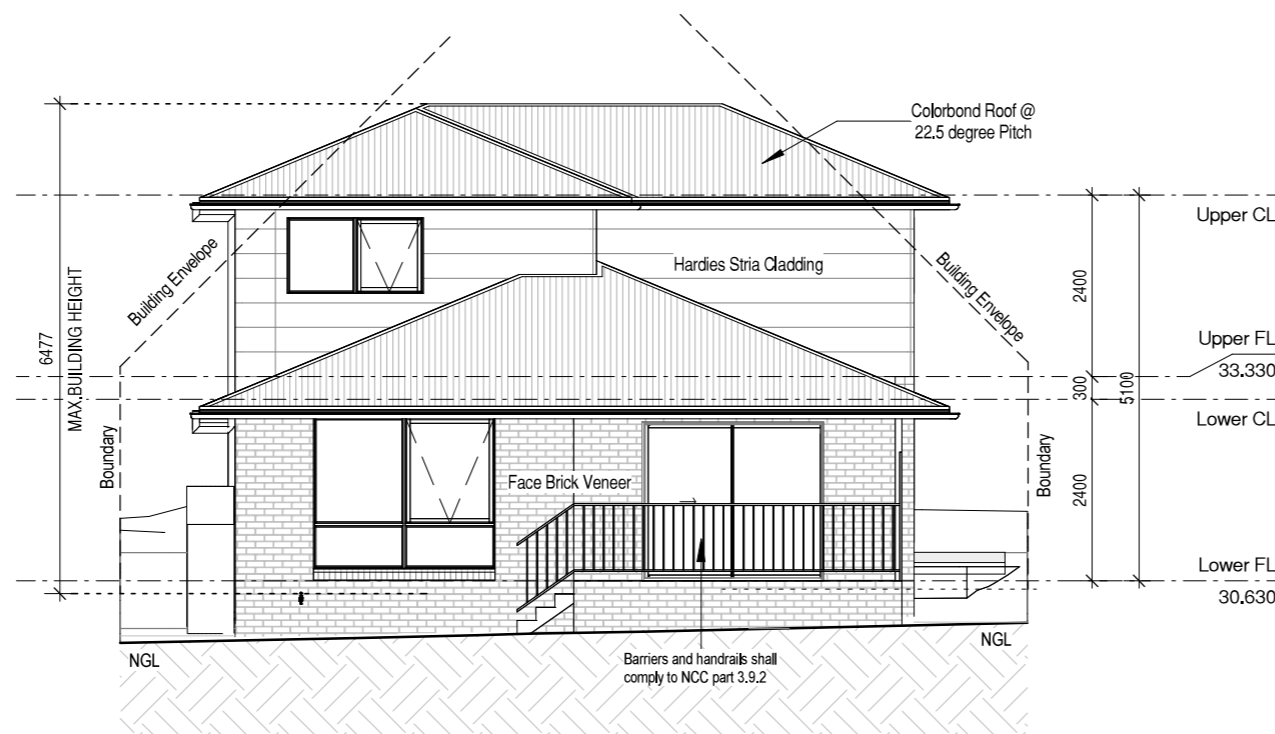 Colorbond Roof @
22.5 degree Pitch
Upper CL
Building Envelope
Hardies Stria Cladding
Building Envelope
2400
6477
MAX.BUILDING HEIGHT
Upper FL
33.330
300
5100
Lower CL
Boundary
Face Brick Veneer
Boundary
2400
Lower FL
30.630
NGL
Barriers and handrails shall
comply to NCC part 3.9.2
NGL